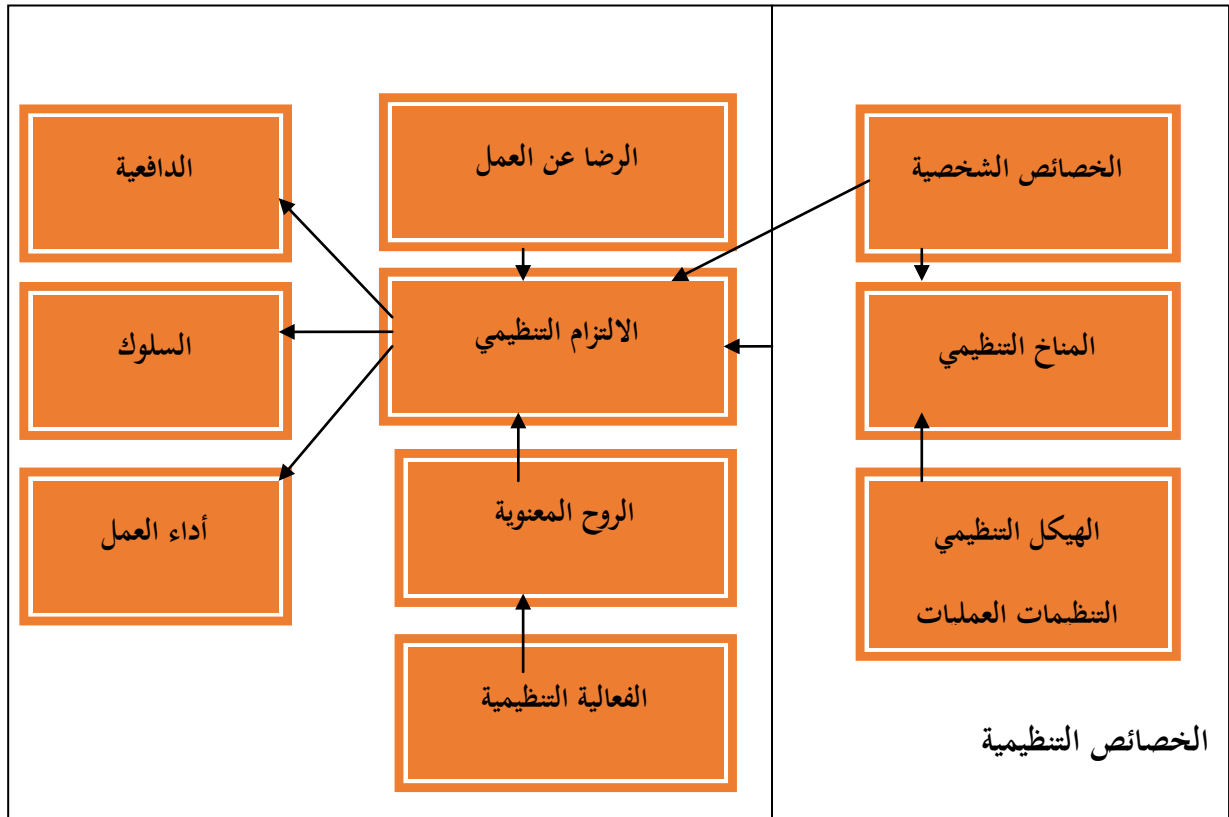 الخصائص الشخصية
المناخ التنظيمي
الهيكل التنظيمي
التنظيمات العمليات
الخصائص التنظيمية
الرضا عن العمل
الالتزام التنظيمي
الروح المعنوية
الفعالية التنظيمية
الدافعية
السلوك
أداء العمل